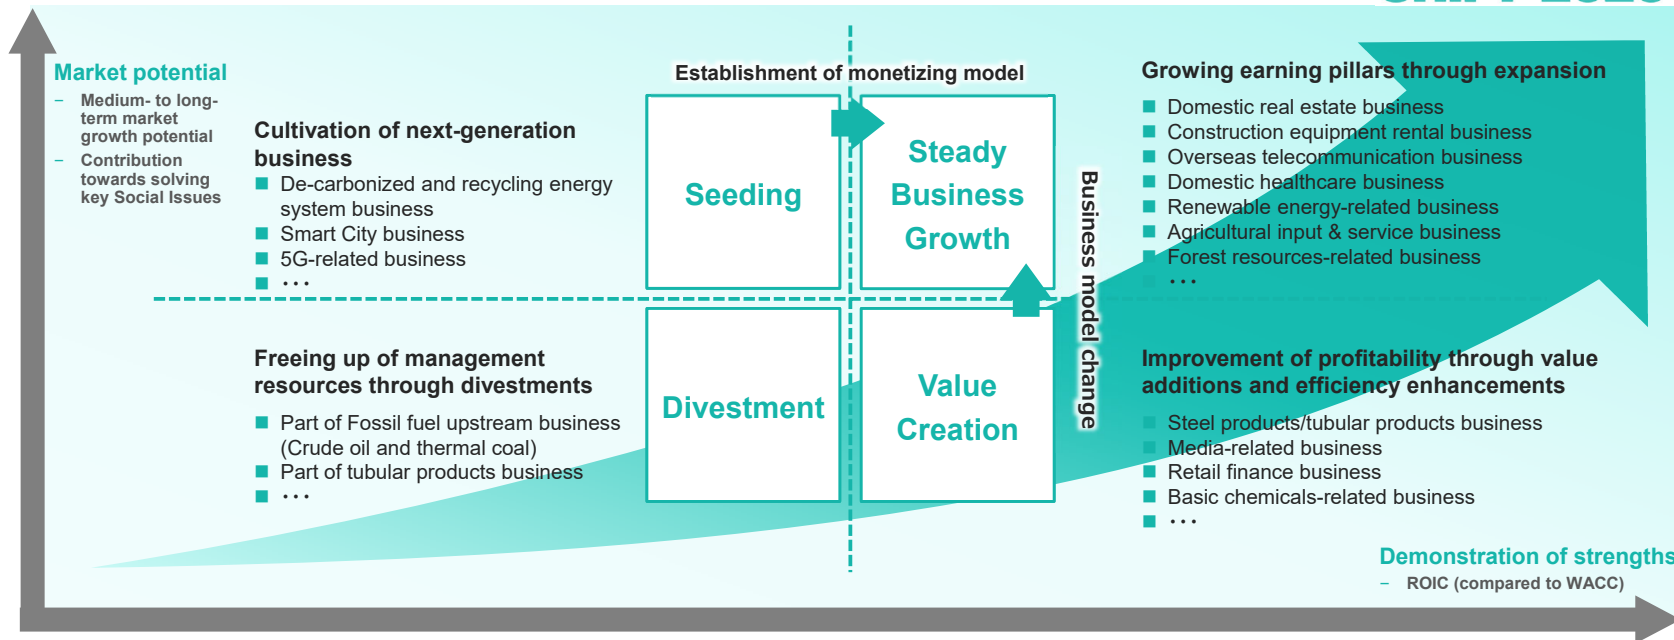 Market potential
– Medium- to long-
term market
growth potential
– Contribution
towards solving
key Social Issues
Cultivation of next-generation
business
■ De-carbonized and recycling energy
system business
■ Smart City business
■ 5G-related business
■ ･･･
Establishment of monetizing model
Seeding
Steady
Business
Growth
Growing earning pillars through expansion
■ Domestic real estate business
■ Construction equipment rental business
■ Overseas telecommunication business
■ Domestic healthcare business
■ Renewable energy-related business
■ Agricultural input & service business
■ Forest resources-related business
■ ･･･
Business model change
Freeing up of management
resources through divestments
■ Part of Fossil fuel upstream business
(Crude oil and thermal coal)
■ Part of tubular products business
■ ･･･
Divestment
Value
Creation
Improvement of profitability through value
additions and efficiency enhancements
■ Steel products/tubular products business
■ Media-related business
■ Retail finance business
■ Basic chemicals-related business
■ ･･･
Demonstration of strengths
– ROIC (compared to WACC)